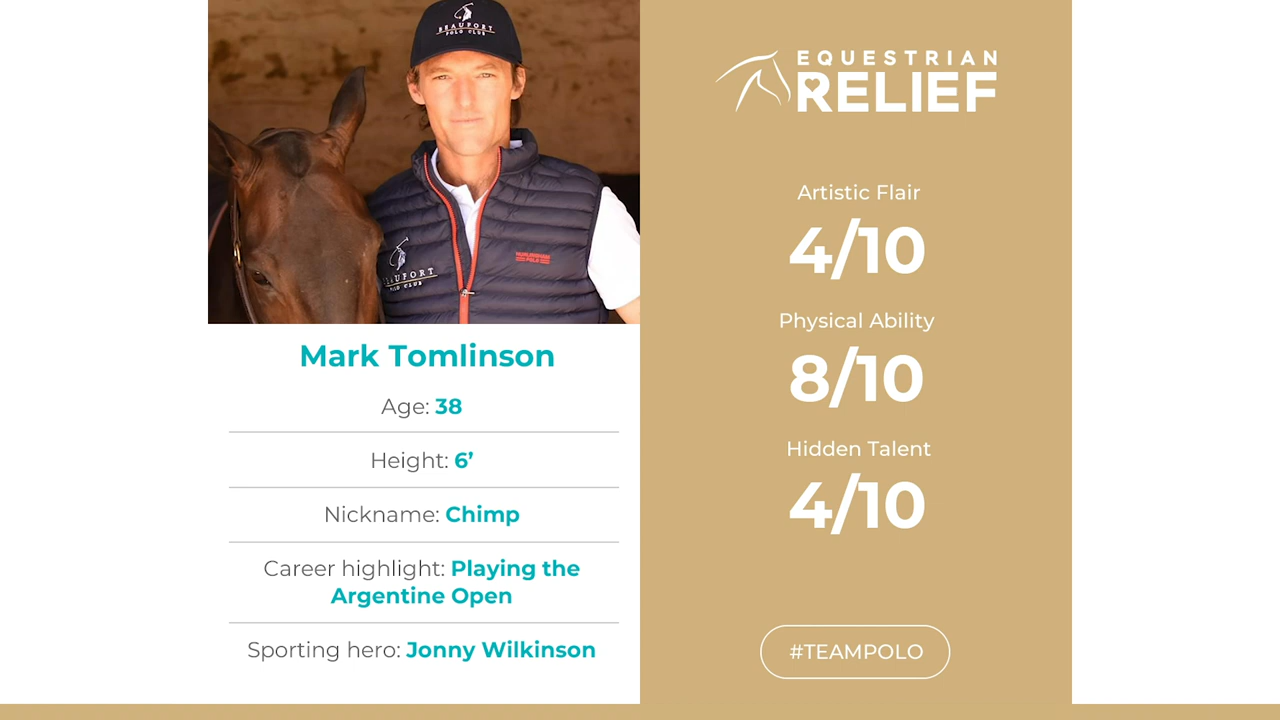 BEAUFORT
POLO CLUB
BEAUFORT
POLO CLUB
HURLINGHAM
POLO
Mark Tomlinson
Age: 38
Height: 6’
Nickname: Chimp
Career highlight: Playing the
Argentine Open
Sporting hero: Jonny Wilkinson
EQUESTRIAN
RELIEF
Artistic Flair
4/10
Physical Ability
8/10
Hidden Talent
4/10
#TEAMPOLO